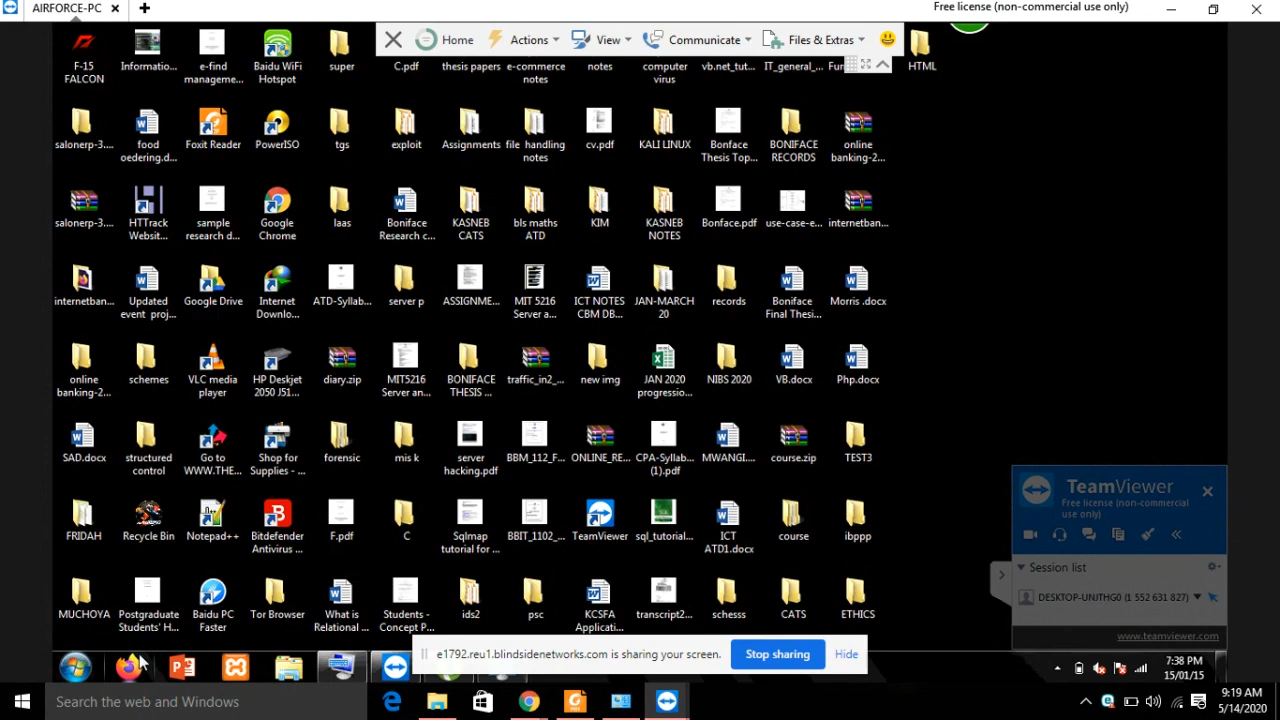 AIRFORCE-PC
Free license (non-commercial use only)
Home
Actions
View
Communicate
Files & Extras
F-15
FALCON
Informatio...
e-find
manageme...
Baidu WiFi
Hotspot
super
C.pdf
thesis papers
e-commerce
notes
notes
computer
virus
vb.net_tut...
IT_general_...
HTML
salonerp-3....
food
oedering.d...
Foxit Reader
PowerISO
tgs
exploit
Assignments
file handling
notes
cv.pdf
KALI LINUX
Boniface
Thesis Top...
BONIFACE
RECORDS
online
banking-2...
salonerp-3....
HTTrack
Websit...
sample
research d...
Google
Chrome
laas
Boniface
Research c...
KASNEB
CATS
bls maths
ATD
KIM
KASNEB
NOTES
Bonface.pdf
use-case-e...
internetban...
internetban...
Updated
event proj...
Google Drive
Internet
Downlo...
ATD-Syllab...
server p
ASSIGNME...
MIT 5216
Server a...
ICT NOTES
CBM DB...
JAN-MARCH
20
records
Boniface
Final Thesi...
Morris .docx
online
banking-2...
schemes
VLC media
player
HP Deskjet
2050 J51...
diary.zip
MIT5216
Server an...
BONIFACE
THESIS ...
traffic_in2_...
new img
JAN 2020
progressio...
NIBS 2020
VB.docx
Php.docx
SAD.docx
structured
control
Go to
WWW.THE...
Shop for
Supplies - ...
forensic
mis k
server
hacking.pdf
BBM_112_F...
ONLINE_RE...
CPA-Syllab...
(1).pdf
MWANGI....
course.zip
TEST3
FRIDAH
Recycle Bin
Notepad++
Bitdefender
Antivirus ...
F.pdf
C
Sqlmap
tutorial for ...
BBIT_1102_...
TeamViewer
sql_tutorial...
ICT
ATD1.docx
course
ibppp
MUCHOYA
Postgraduate
Students' H...
Baidu PC
Faster
Tor Browser
What is
Relational ...
Students -
Concept P...
ids2
psc
KCSFA
Applicati...
transcript2...
schesss
CATS
ETHICS
TeamViewer
Free license (non-commercial
use only)
Session list
DESKTOP-UNJTHG0 (1 552 631 827)
www.teamviewer.com
e1792.reu1.blindsidenetworks.com is sharing your screen.
Stop sharing
Hide
7:38 PM
15/01/15
Search the web and Windows
9:19 AM
5/14/2020